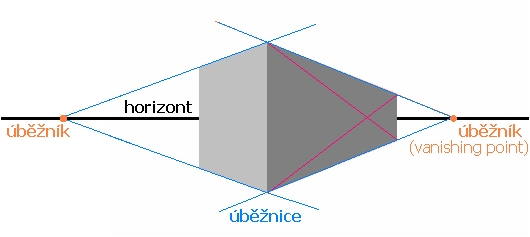 horizont
úběžník
úběžník
(vanishing point)
úběžnice